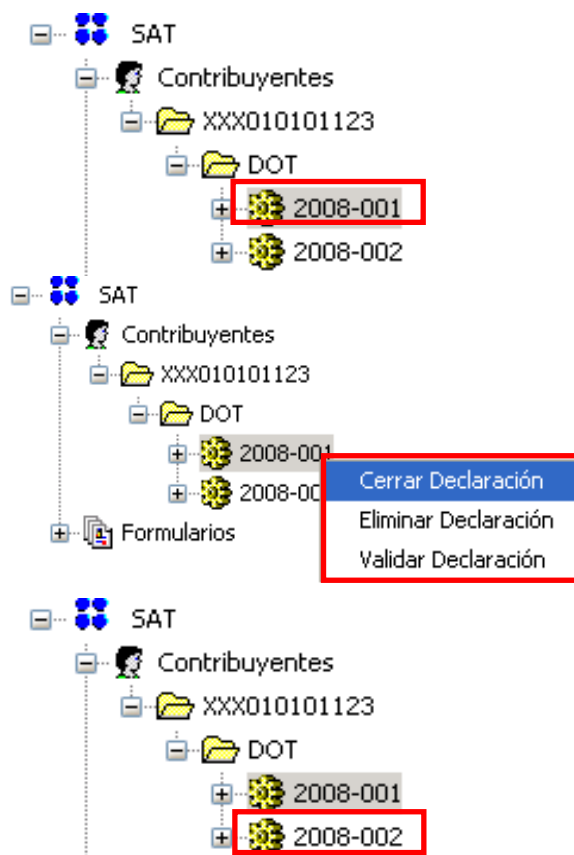 SAT
Contribuyentes
XXX010101123
DOT
2008-001
2008-002
SAT
Contribuyentes
XXX010101123
DOT
2008-001
2008-00
Cerrar Declaración
Eliminar Declaración
Validar Declaración
Formularios
SAT
Contribuyentes
XXX010101123
DOT
2008-001
2008-002